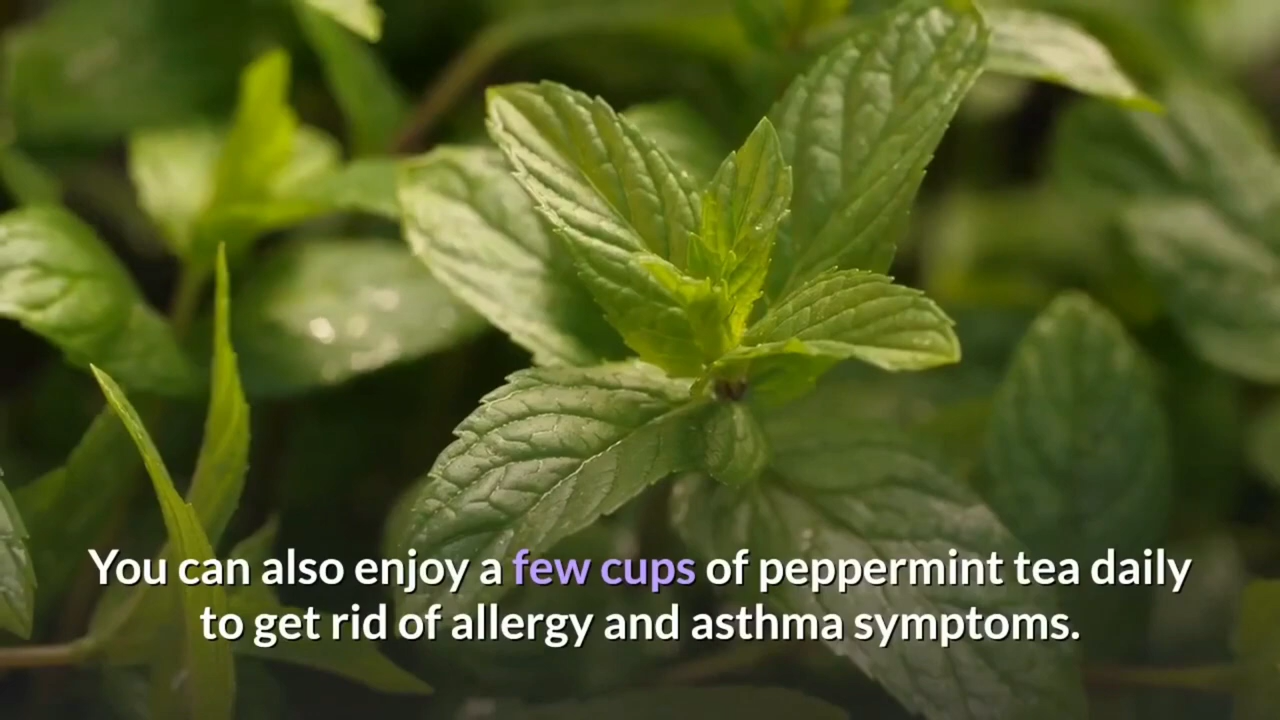 You can also enjoy a few cups of peppermint tea daily
to get rid of allergy and asthma symptoms.